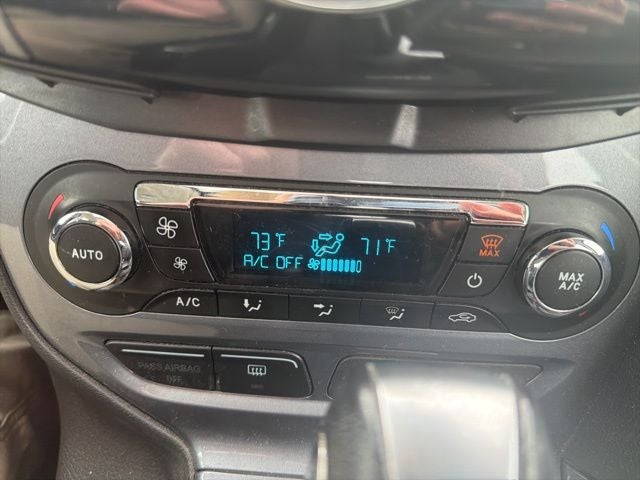 73°F 71°F
A/C OFF
MAX
AUTO
MAX
A/C
A/C
PASS AIRBAG
OFF